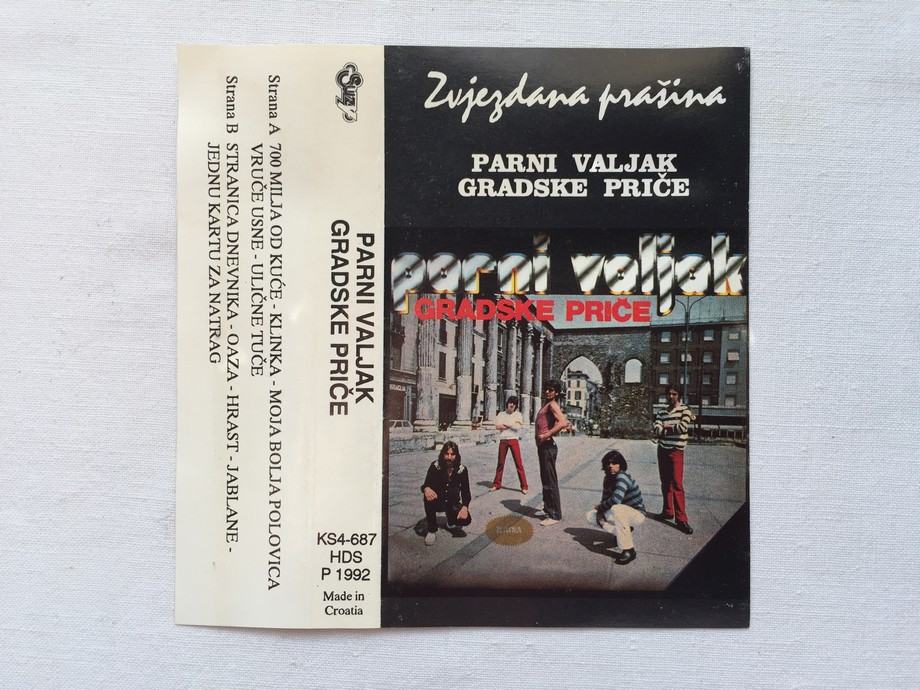 Zvjezdana prašina
PARNI VALJAK
GRADSKE PRIČE
parni valjak
GRADSKE PRIČE
Suzy
PARNI VALJAK
GRADSKE PRIČE
KS4-687
HDS
P 1992
Made in
Croatia
Strana A 700 MILJA OD KUĆE - KLINKA - MOJA BOLJA POLOVICA
VRUČE USNE - ULIČNE TUČE
Strana B STRANICA DNEVNIKA - OAZA - HRAST - JABLANE -
JEDNU KARTU ZA NATRAG